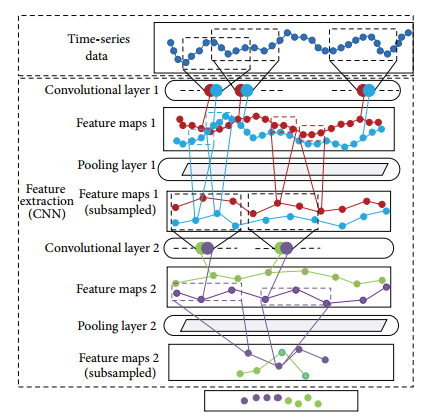 Time-series
data
Convolutional layer 1
Feature maps 1
Pooling layer 1
Feature
extraction
(CNN)
Feature maps 1
(subsampled)
Convolutional layer 2
Feature maps 2
Pooling layer 2
Feature maps 2
(subsampled)